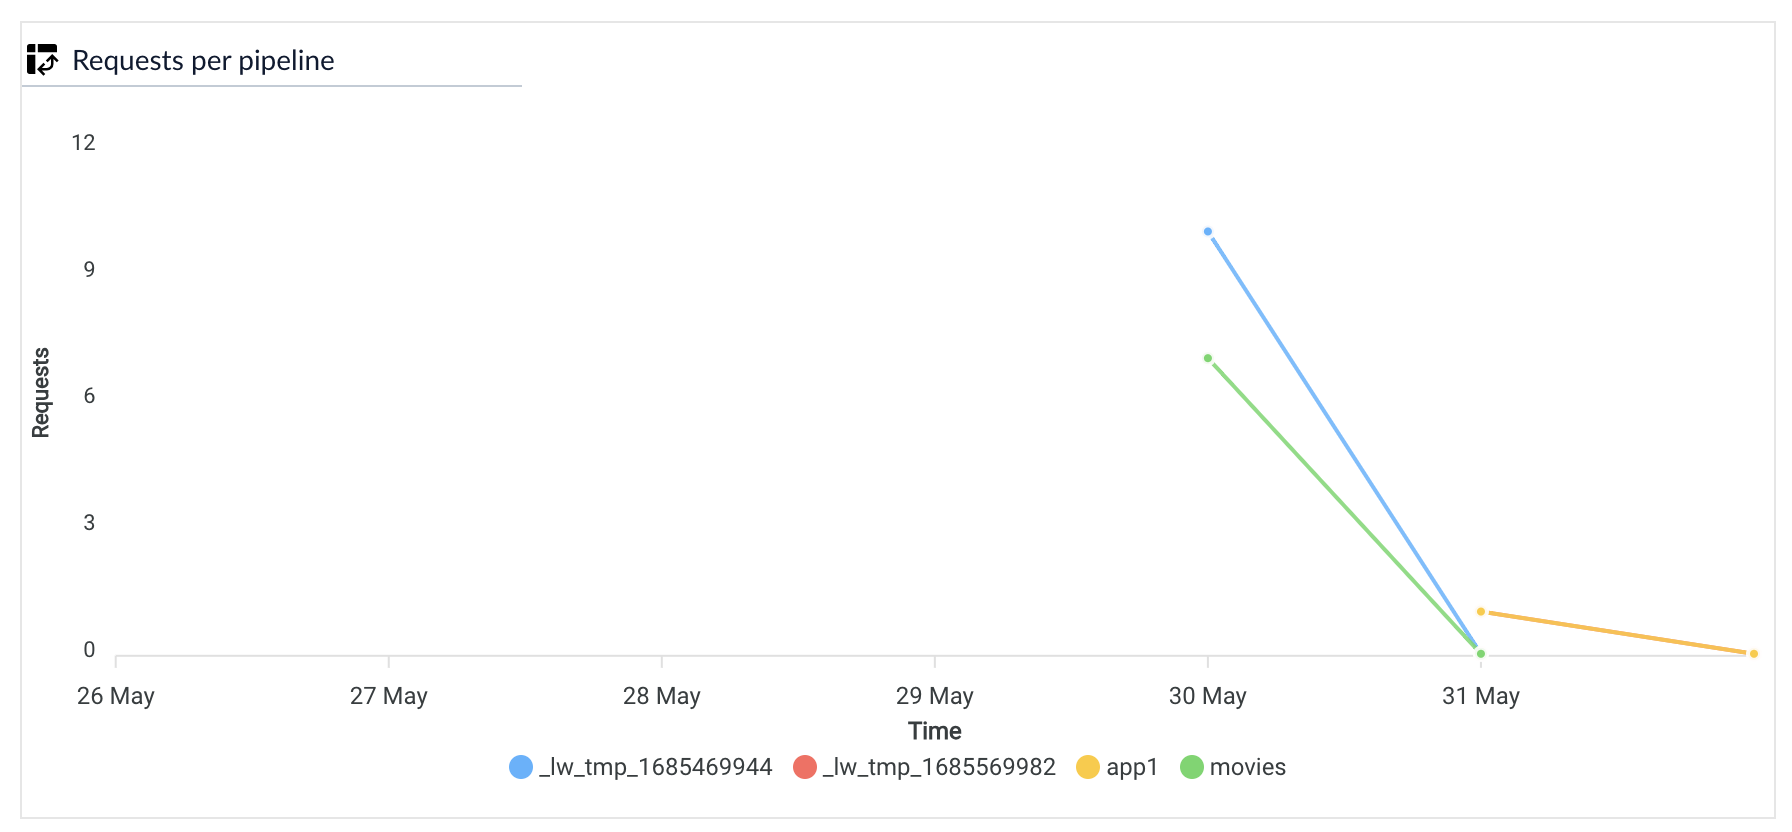 Requests per pipeline
12
9
6
3
0
Requests
26 May 27 May 28 May 29 May 30 May 31 May
Time
_lw_tmp_1685469944 _lw_tmp_1685569982 app1 movies